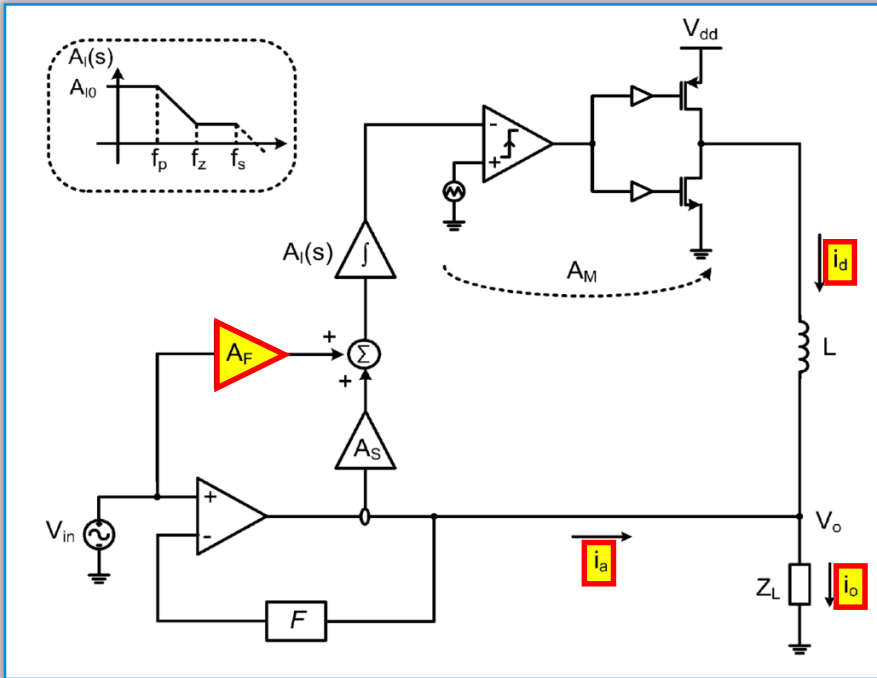 A_I(s)
A_I0
f_p f_z f_s
V_dd
-
+
A_I(s)
∫
A_M
i_d
L
A_F
+
Σ
+
A_S
V_in
+
-
i_a
V_o
F
Z_L
i_o